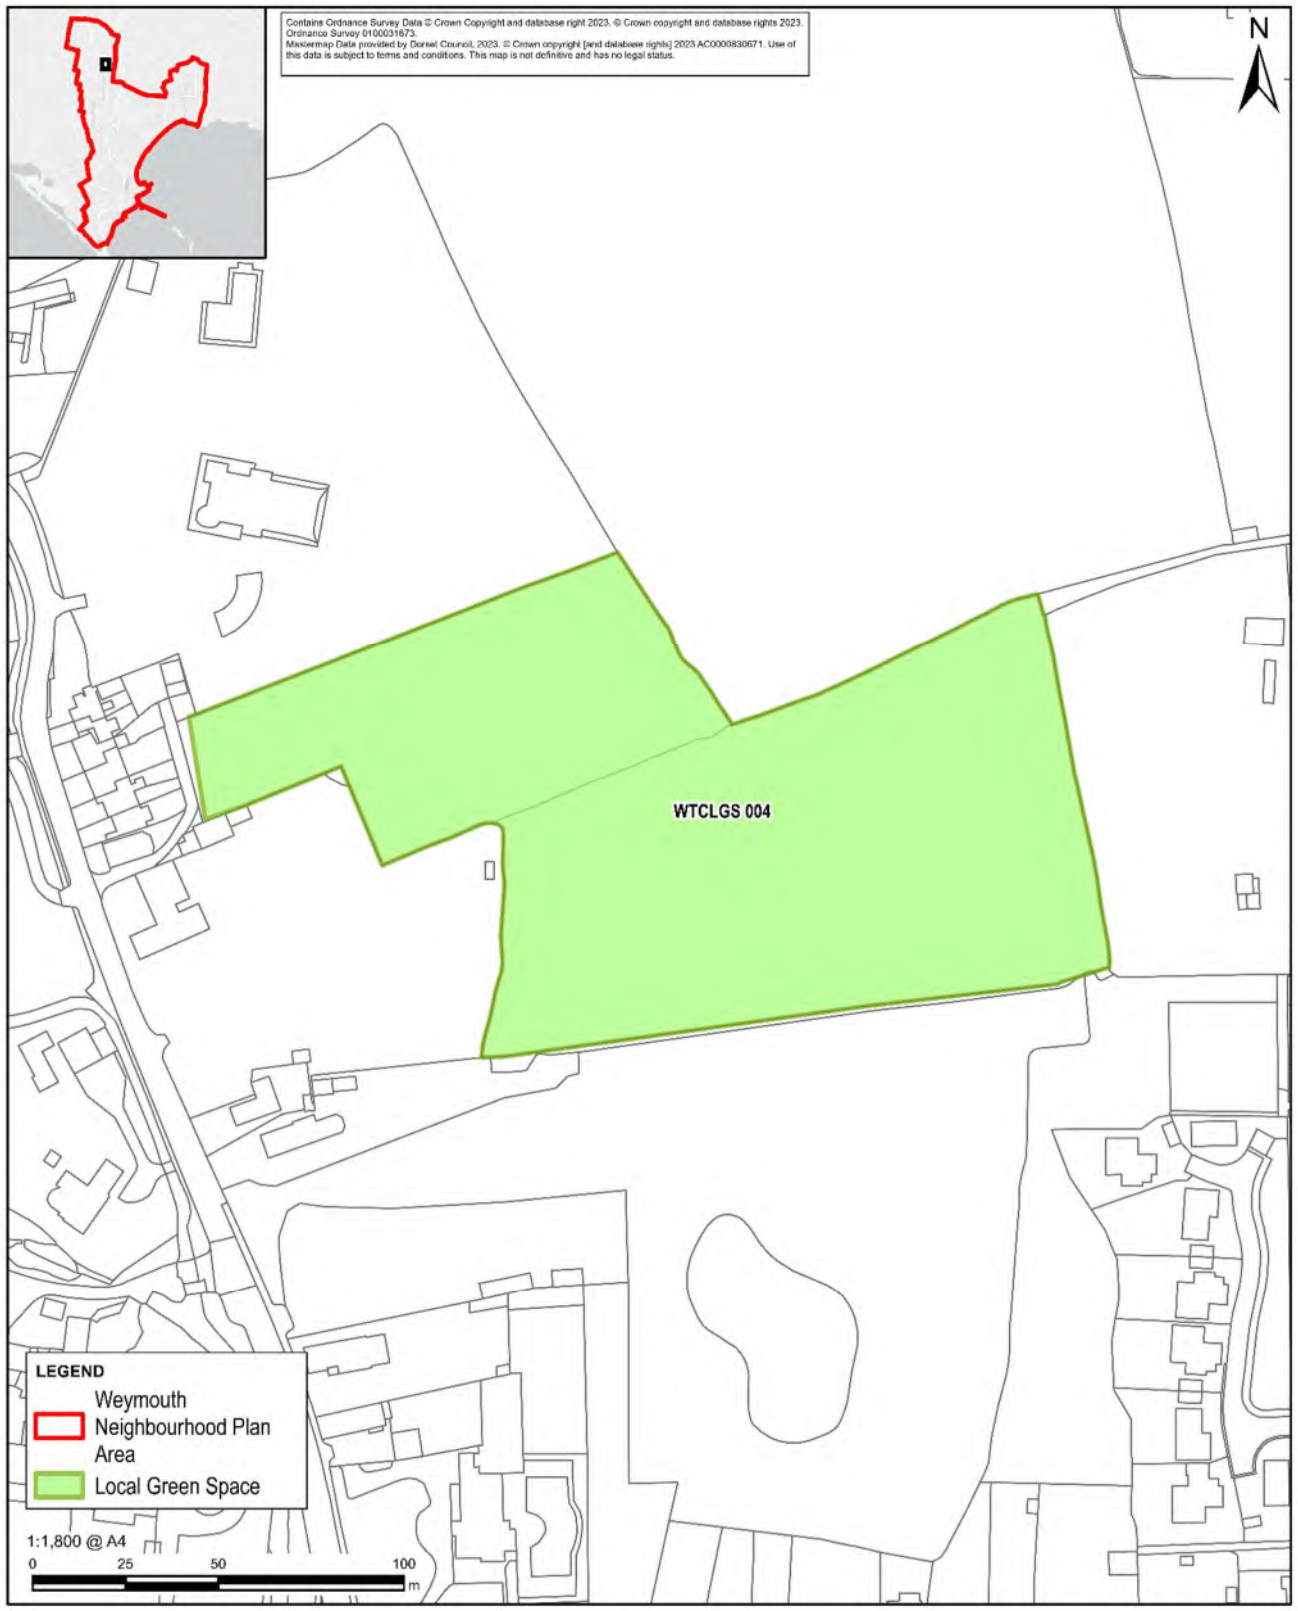 Contains Ordnance Survey Data © Crown Copyright and database right 2023. © Crown copyright and database rights 2023.
Ordnance Survey 0100031673.
Mastermap Data provided by Dorset Council, 2023. © Crown copyright [and database rights] 2023 AC0000830671. Use of
this data is subject to terms and conditions. This map is not definitive and has no legal status.
N
WTCLGS 004
LEGEND
Weymouth
Neighbourhood Plan
Area
Local Green Space
1:1,800 @ A4
0 25 50 100
m